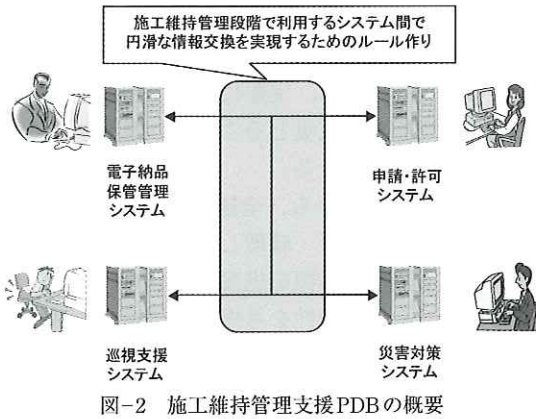 施工維持管理段階で利用するシステム間で
円滑な情報交換を実現するためのルール作り
電子納品
保管管理
システム
申請・許可
システム
巡視支援
システム
災害対策
システム
図-2 施工維持管理支援PDBの概要